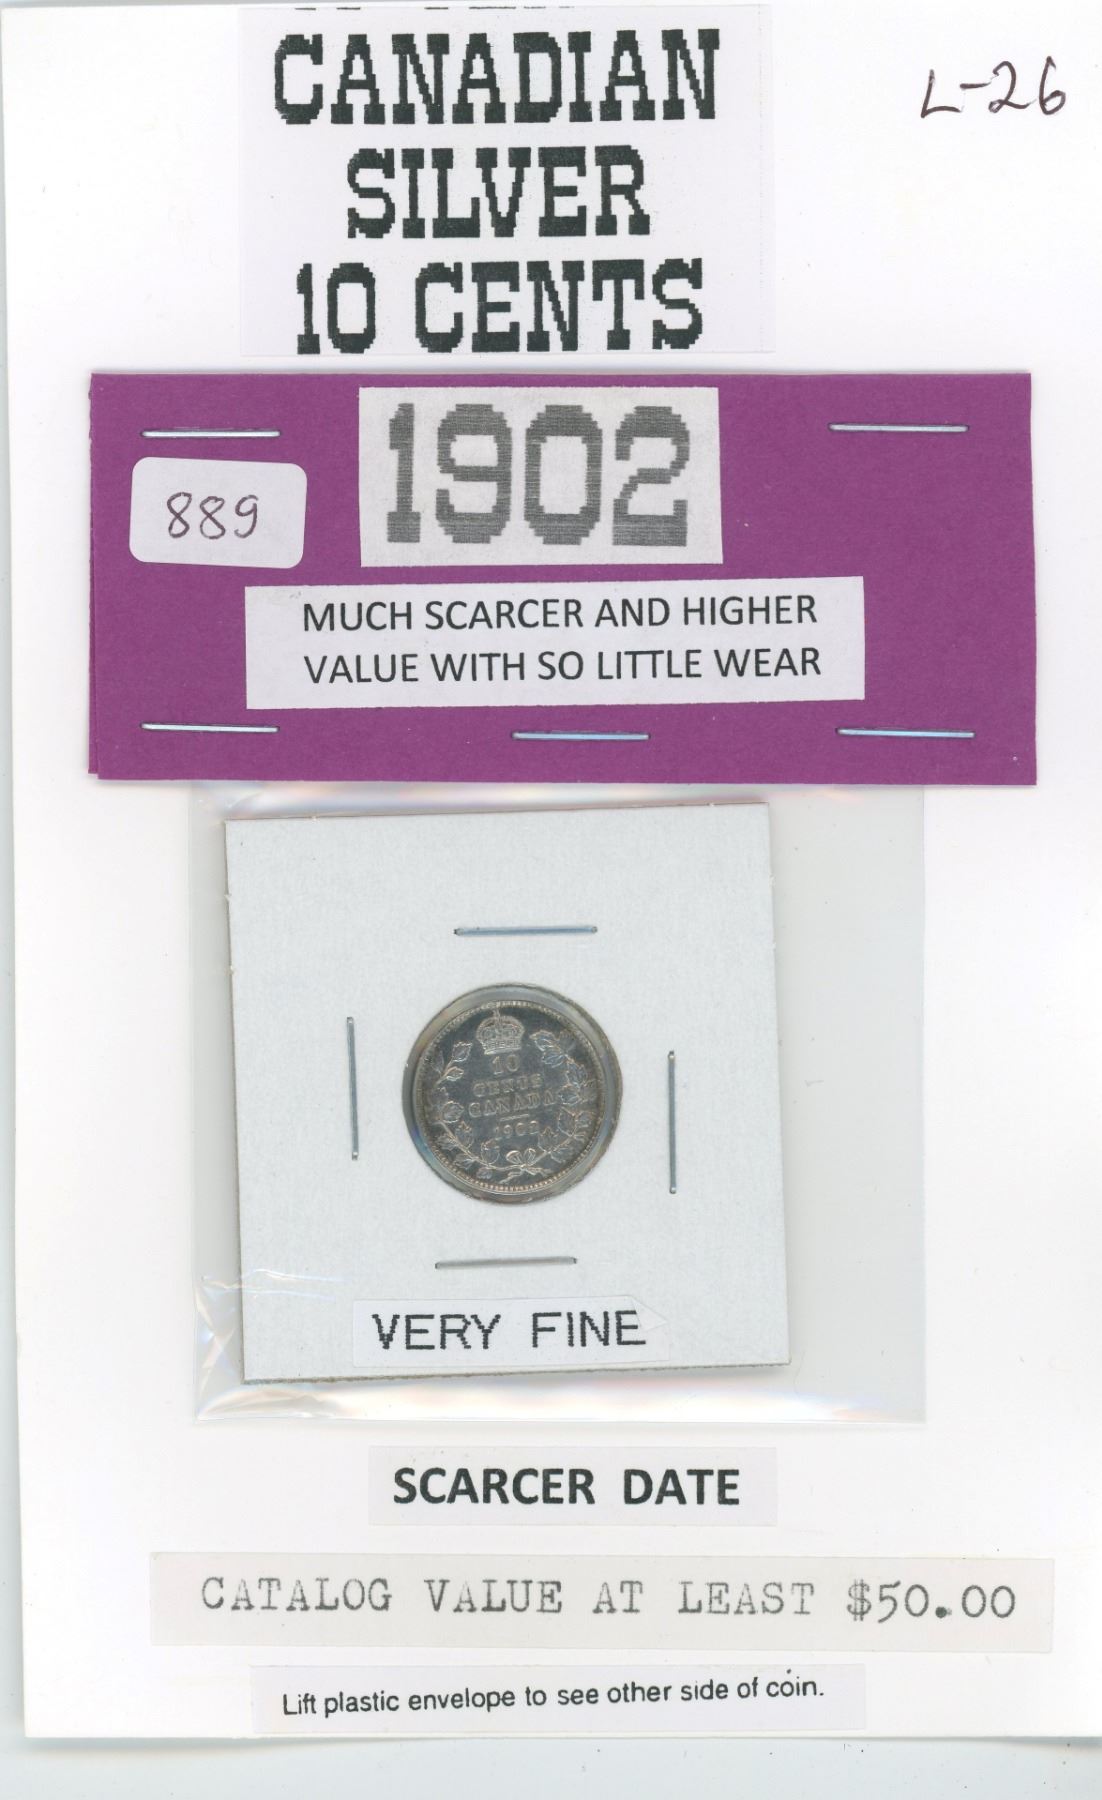 CANADIAN
SILVER
10 CENTS
L-26
1902
889
MUCH SCARCER AND HIGHER
VALUE WITH SO LITTLE WEAR
10
CENTS
CANADA
1902
VERY FINE
SCARCER DATE
CATALOG VALUE AT LEAST $50.00
Lift plastic envelope to see other side of coin.